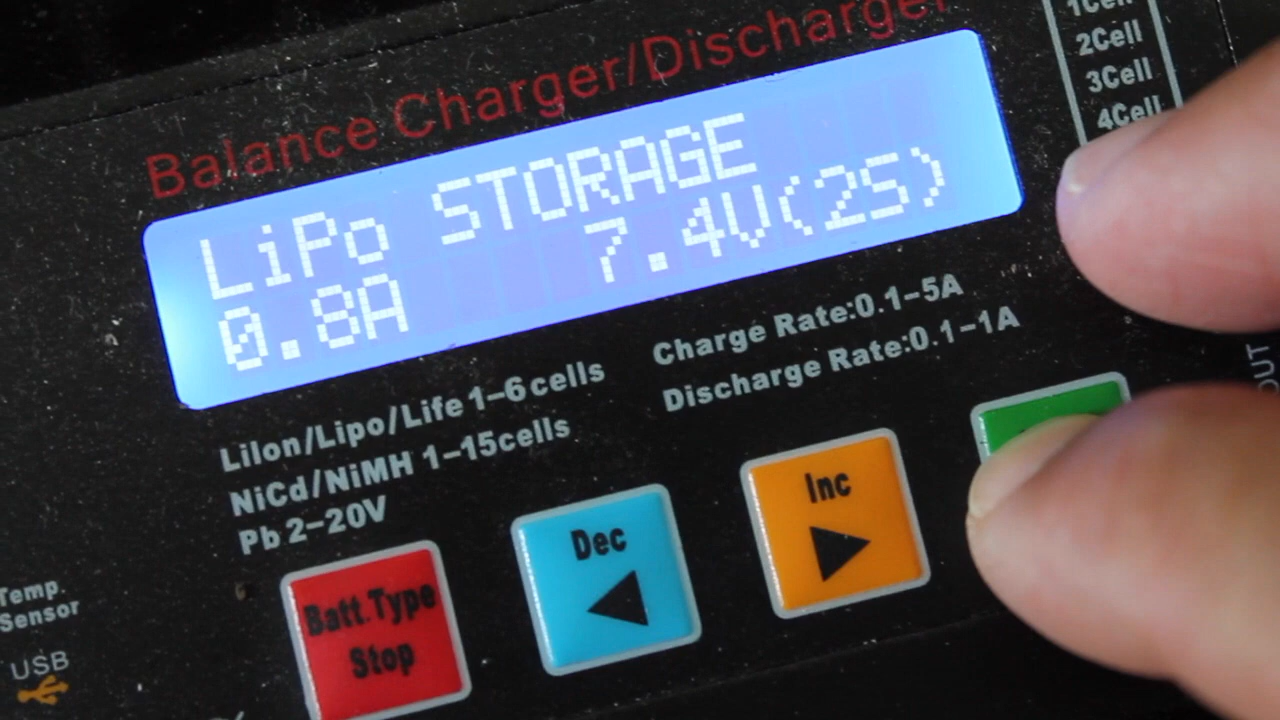 Balance Charger/Discharger
1Cell
2Cell
3Cell
4Cell
LiPo STORAGE
0.8A 7.4V(2S)
LiIon/Lipo/Life 1-6cells
NiCd/NiMH 1-15cells
Pb 2-20V
Charge Rate:0.1-5A
Discharge Rate:0.1-1A
Batt.Type
Stop
Dec
Inc
Temp.
Sensor
USB
OUT